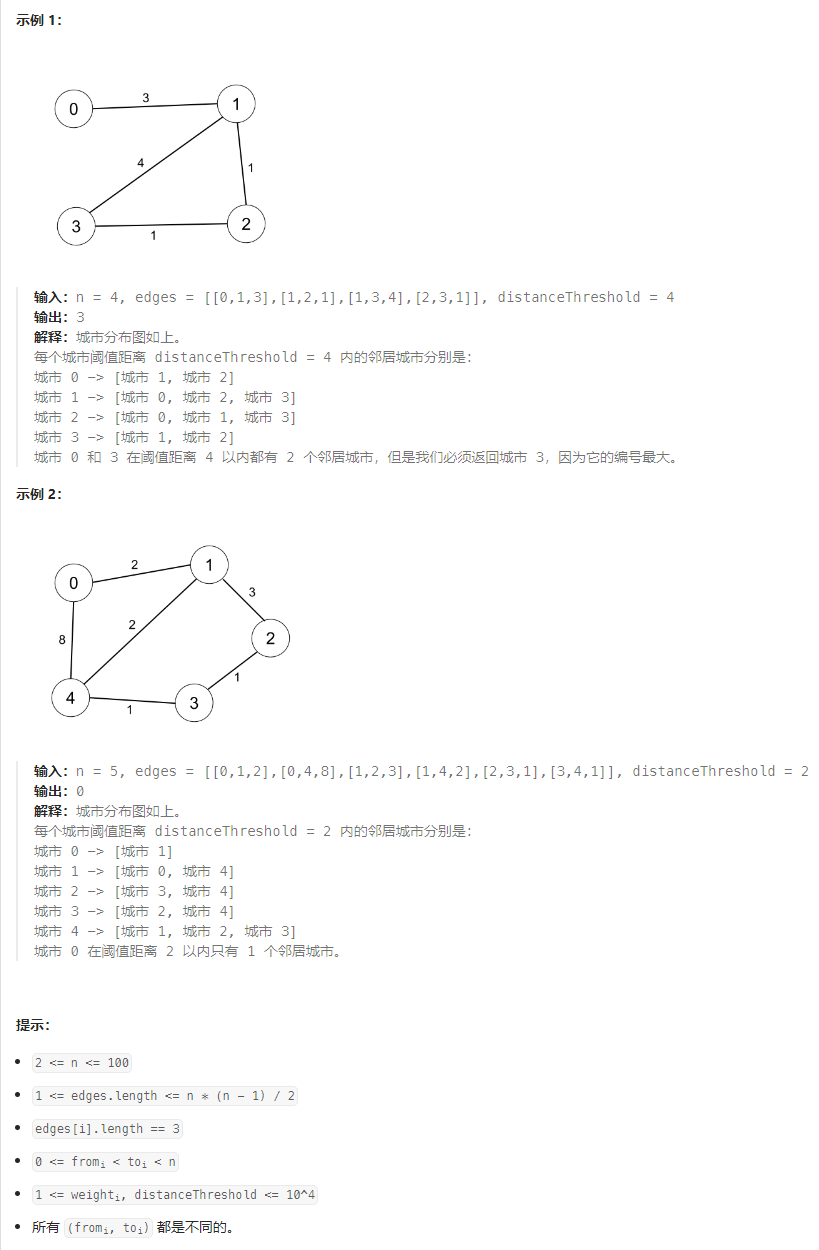 示例 1：
3
0
1
4
1
3
2
1
输入：n = 4, edges = [[0,1,3],[1,2,1],[1,3,4],[2,3,1]], distanceThreshold = 4
输出：3
解释：城市分布图如上。
每个城市阈值距离 distanceThreshold = 4 内的邻居城市分别是：
城市 0 -> [城市 1, 城市 2]
城市 1 -> [城市 0, 城市 2, 城市 3]
城市 2 -> [城市 0, 城市 1, 城市 3]
城市 3 -> [城市 1, 城市 2]
城市 0 和 3 在阈值距离 4 以内都有 2 个邻居城市，但是我们必须返回城市 3，因为它的编号最大。
示例 2：
2
1
0
3
2
8
2
1
4
3
1
输入：n = 5, edges = [[0,1,2],[0,4,8],[1,2,3],[1,4,2],[2,3,1],[3,4,1]], distanceThreshold = 2
输出：0
解释：城市分布图如上。
每个城市阈值距离 distanceThreshold = 2 内的邻居城市分别是：
城市 0 -> [城市 1]
城市 1 -> [城市 0, 城市 4]
城市 2 -> [城市 3, 城市 4]
城市 3 -> [城市 2, 城市 4]
城市 4 -> [城市 1, 城市 2, 城市 3]
城市 0 在阈值距离 2 以内只有 1 个邻居城市。
提示：
• 2 <= n <= 100
• 1 <= edges.length <= n * (n - 1) / 2
• edges[i].length == 3
• 0 <= fromᵢ < toᵢ < n
• 1 <= weightᵢ, distanceThreshold <= 10^4
• 所有 (fromᵢ, toᵢ) 都是不同的。